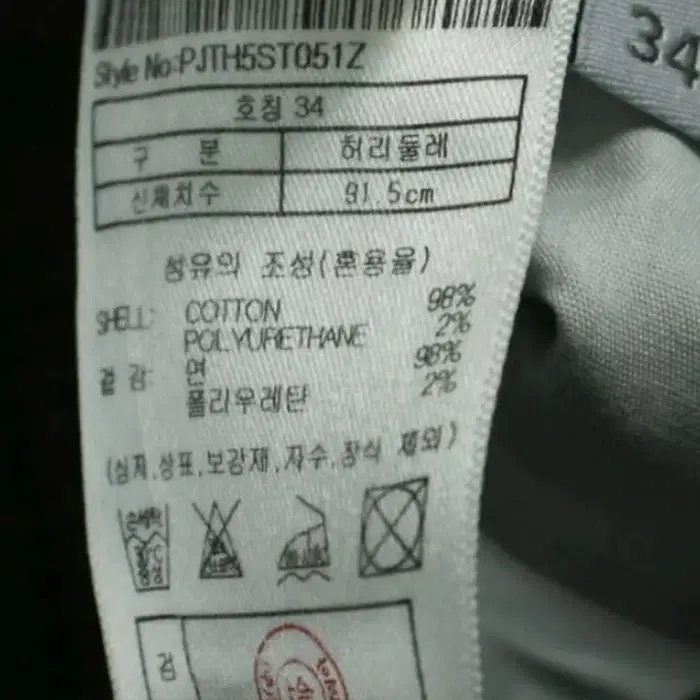 Style No:PJTH5ST051Z
34
호칭 34
구 분 허리둘레
신체치수 91.5cm
섬유의 조성(혼용율)
SHELL: COTTON 98%
POLYURETHANE 2%
겉 감: 면 98%
폴리우레탄 2%
(심지,상표,보강재,자수,장식 제외)
손세탁
30℃
중성
검